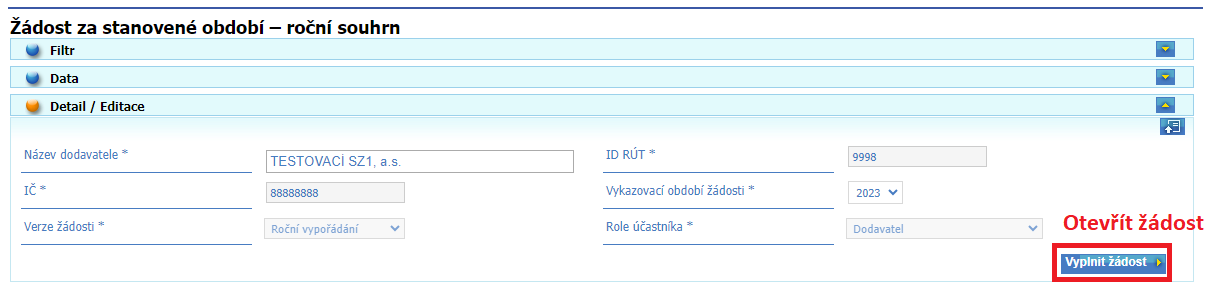 Žádost za stanovené období – roční souhrn
Filtr
Data
Detail / Editace
Název dodavatele * TESTOVACÍ SZ1, a.s. ID RÚT * 9998
IČ * 88888888 Vykazovací období žádosti * 2023
Verze žádosti * Roční vypořádání Role účastníka * Dodavatel
Otevřít žádost
Vyplnit žádost